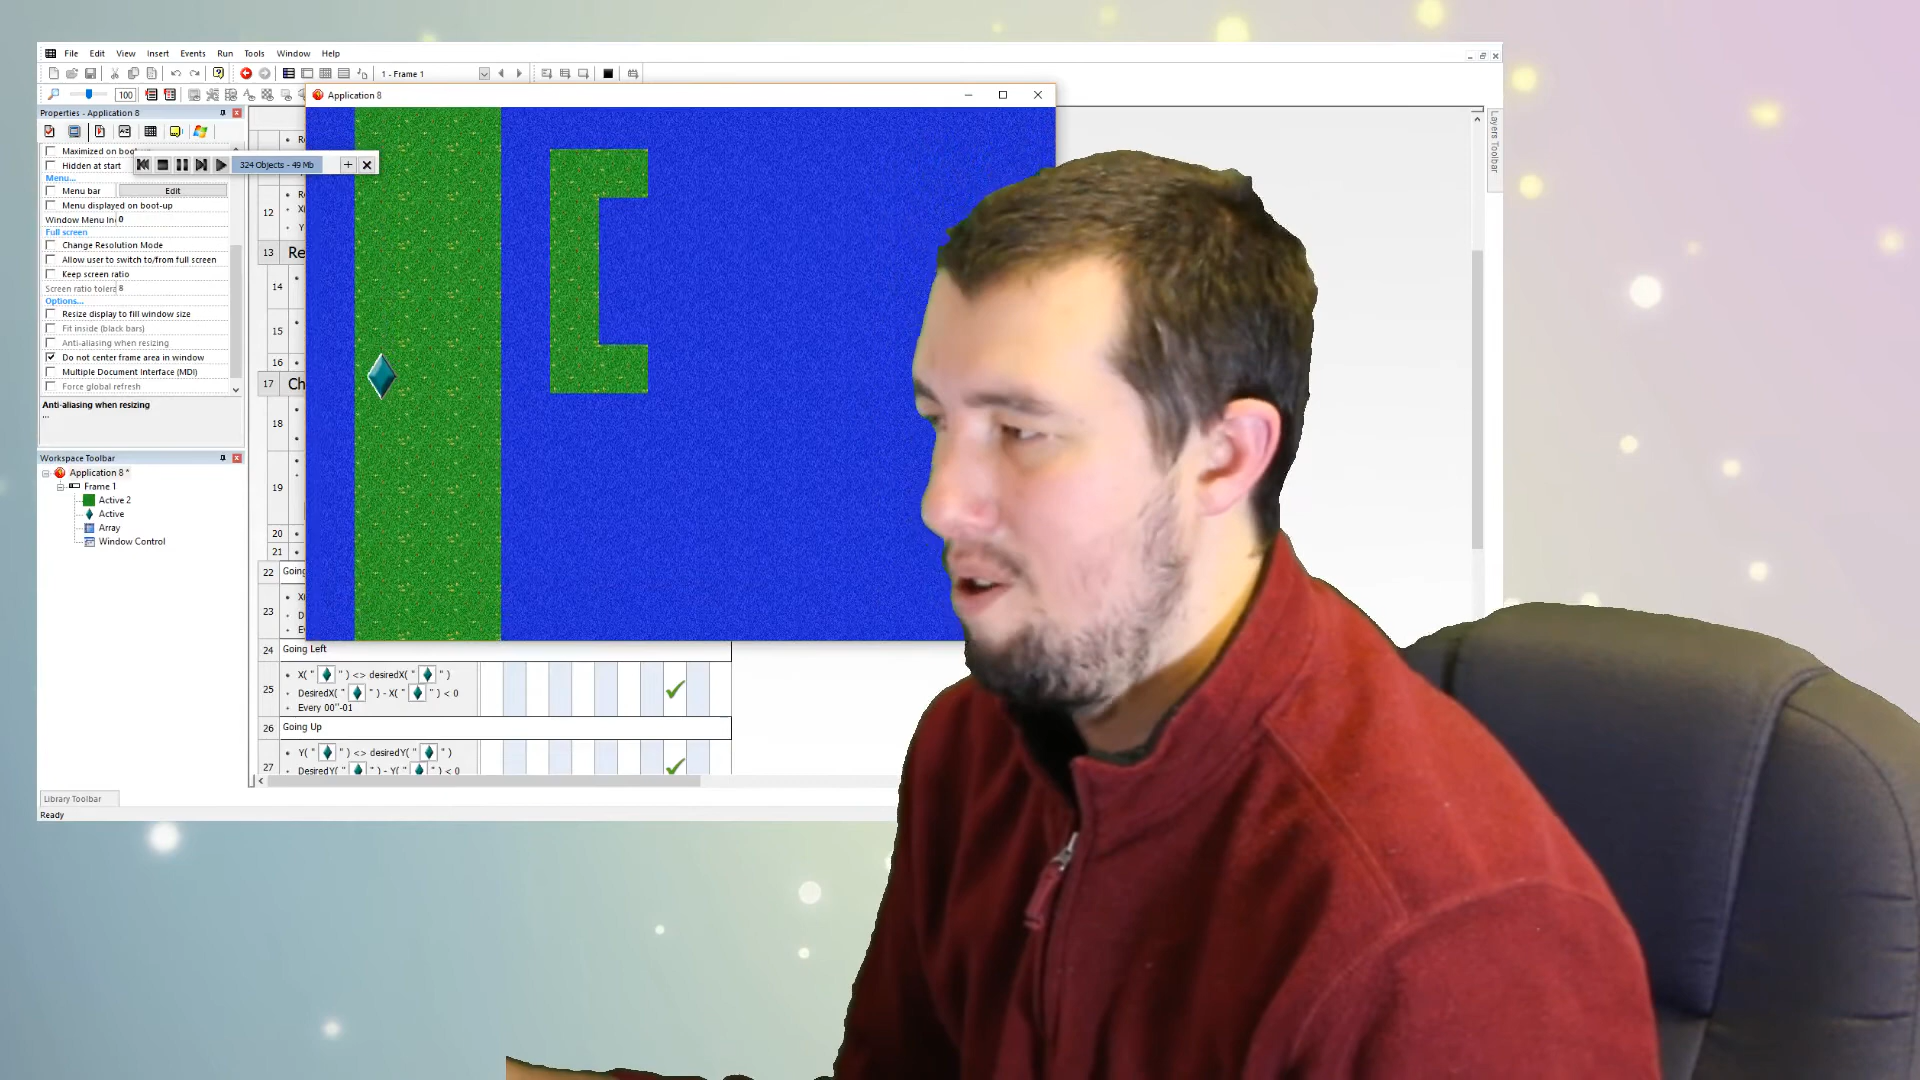 File Edit View Insert Events Run Tools Window Help
1 - Frame 1
100
Properties - Application 8
Application 8
Maximized on boot-up
Hidden at start
324 Objects - 49 Mb
Menu...
Menu bar Edit
Menu displayed on boot-up
Window Menu In 0
Full screen
Change Resolution Mode
Allow user to switch to/from full screen
Keep screen ratio
Screen ratio tolera 8
Options...
Resize display to fill window size
Fit inside (black bars)
Anti-aliasing when resizing
Do not center frame area in window
Multiple Document Interface (MDI)
Force global refresh
Anti-aliasing when resizing
...
Workspace Toolbar
Application 8 *
Frame 1
Active 2
Active
Array
Window Control
Library Toolbar
Ready
Layers Toolbar
12
13 Re
14
15
16
17 Ch
18
19
20
21
22 Going
23
24 Going Left
25
X( " " ) <> desiredX( " " )
DesiredX( " " ) - X( " " ) < 0
Every 00"-01
26 Going Up
27
Y( " " ) <> desiredY( " " )
DesiredY( " " ) - Y( " " ) < 0